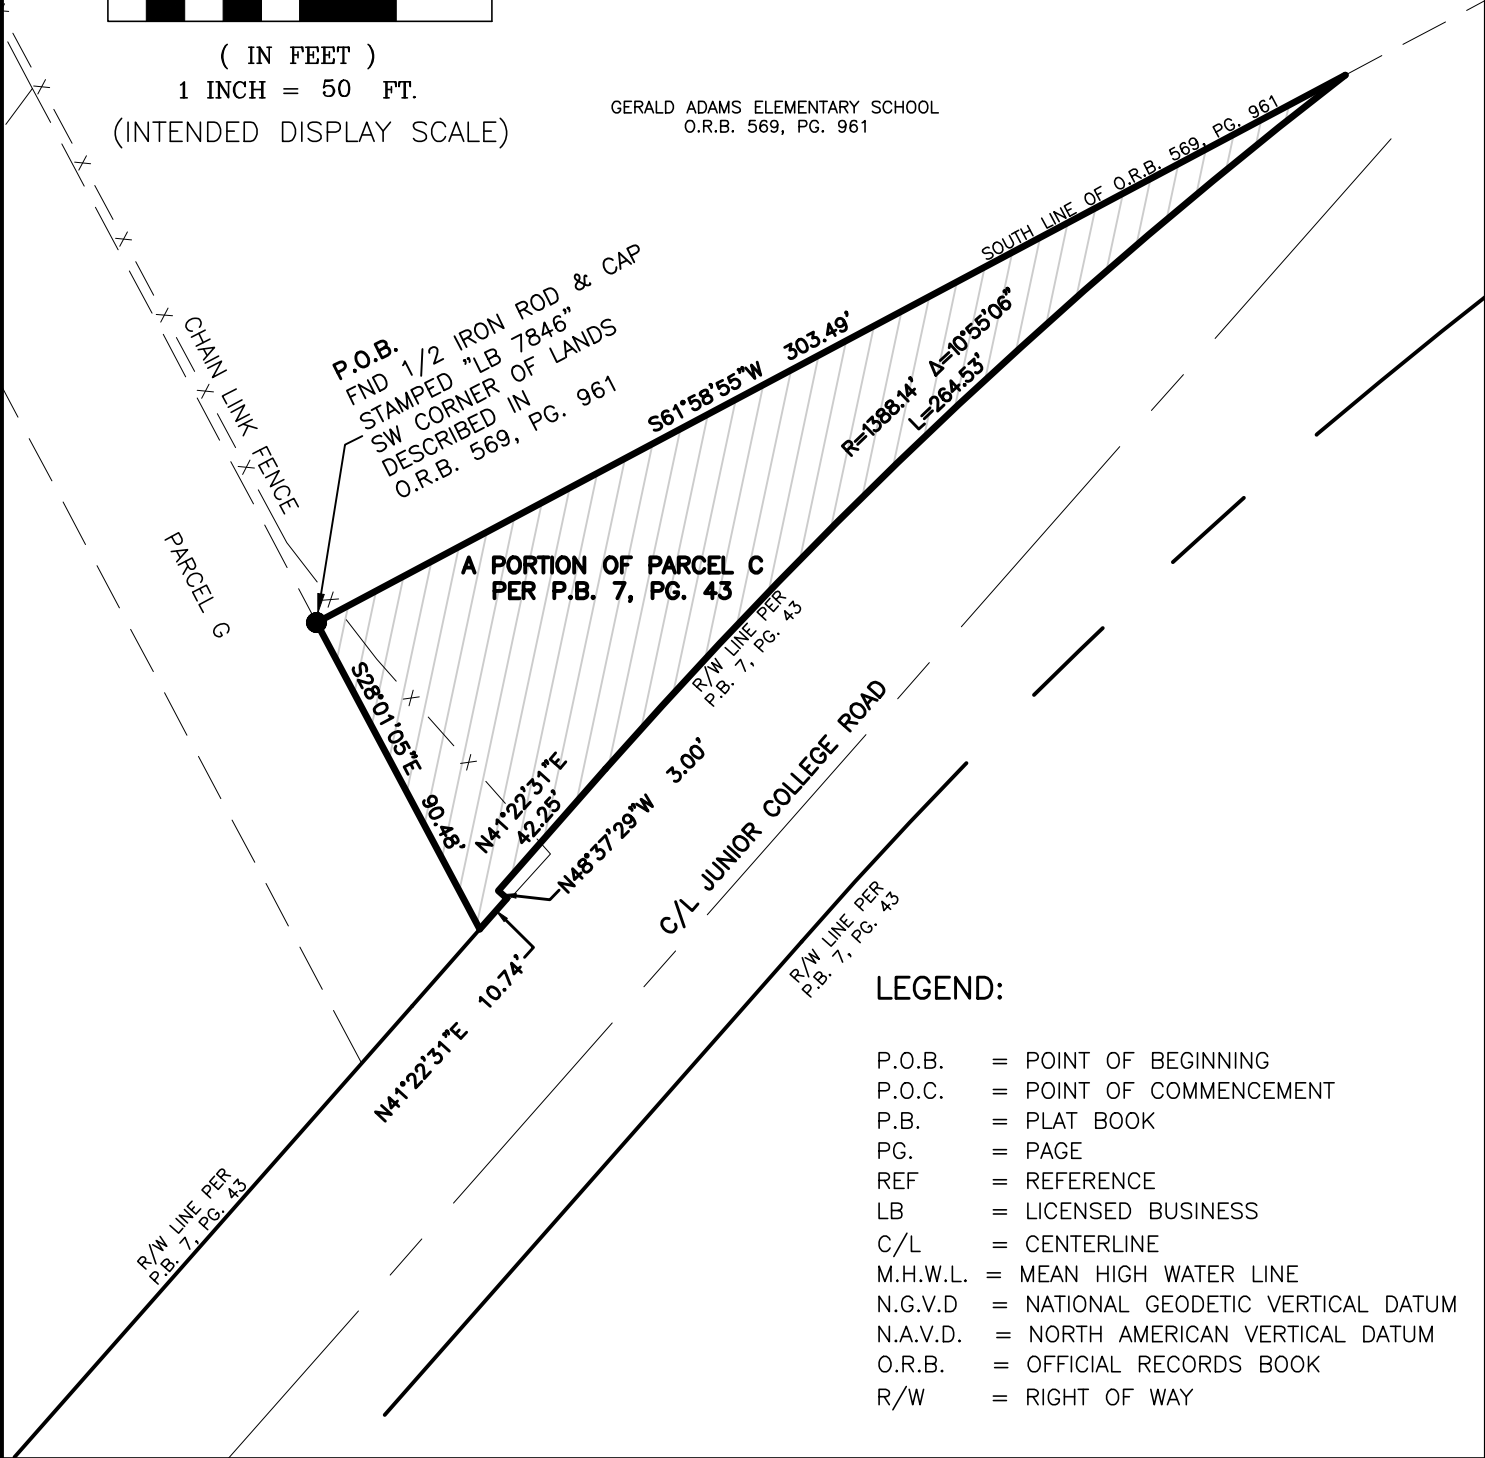 ( IN FEET )
1 INCH = 50 FT.
(INTENDED DISPLAY SCALE)
GERALD ADAMS ELEMENTARY SCHOOL
O.R.B. 569, PG. 961
SOUTH LINE OF O.R.B. 569, PG. 961
P.O.B.
FND 1/2 IRON ROD & CAP
STAMPED "LB 7846"
SW CORNER OF LANDS
DESCRIBED IN
O.R.B. 569, PG. 961
CHAIN LINK FENCE
S61°58'55"W 303.49'
R=1388.14' Δ=10°55'06"
L=264.53'
PARCEL G
A PORTION OF PARCEL C
PER P.B. 7, PG. 43
R/W LINE PER
P.B. 7, PG. 43
S28°01'05"E 90.48'
N41°22'31"E
42.25'
N48°37'29"W 3.00'
C/L JUNIOR COLLEGE ROAD
N41°22'31"E 10.74'
R/W LINE PER
P.B. 7, PG. 43
R/W LINE PER
P.B. 7, PG. 43
LEGEND:
P.O.B. = POINT OF BEGINNING
P.O.C. = POINT OF COMMENCEMENT
P.B. = PLAT BOOK
PG. = PAGE
REF = REFERENCE
LB = LICENSED BUSINESS
C/L = CENTERLINE
M.H.W.L. = MEAN HIGH WATER LINE
N.G.V.D = NATIONAL GEODETIC VERTICAL DATUM
N.A.V.D. = NORTH AMERICAN VERTICAL DATUM
O.R.B. = OFFICIAL RECORDS BOOK
R/W = RIGHT OF WAY